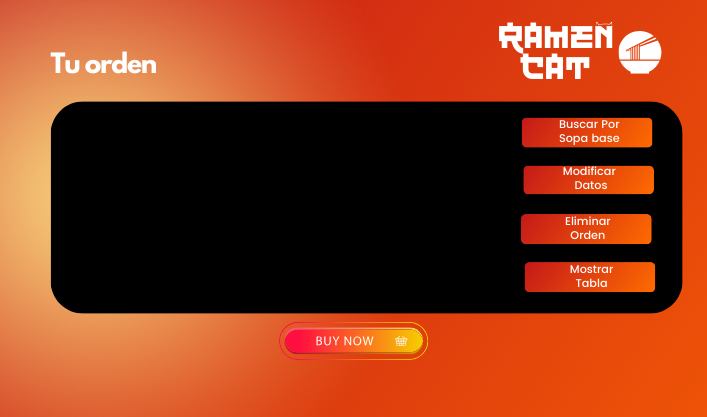 RAMEN
CAT
Tu orden
Buscar Por
Sopa base
Modificar
Datos
Eliminar
Orden
Mostrar
Tabla
BUY NOW